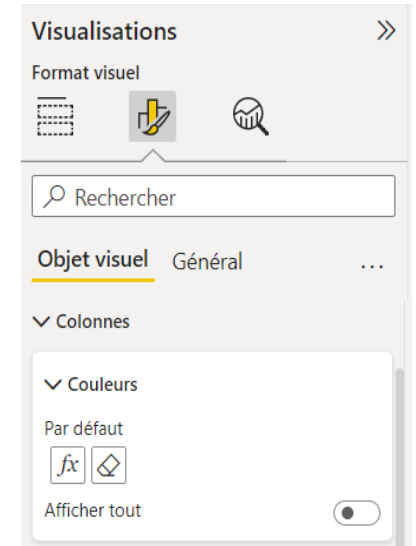 Visualisations
Format visuel
Rechercher
Objet visuel Général ...
Colonnes
Couleurs
Par défaut
fx
Afficher tout